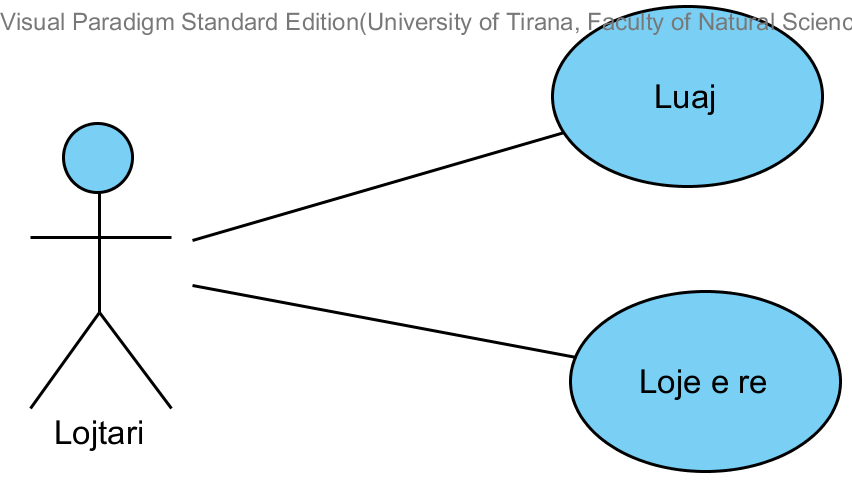 Visual Paradigm Standard Edition(University of Tirana, Faculty of Natural Scienc
Luaj
Loje e re
Lojtari